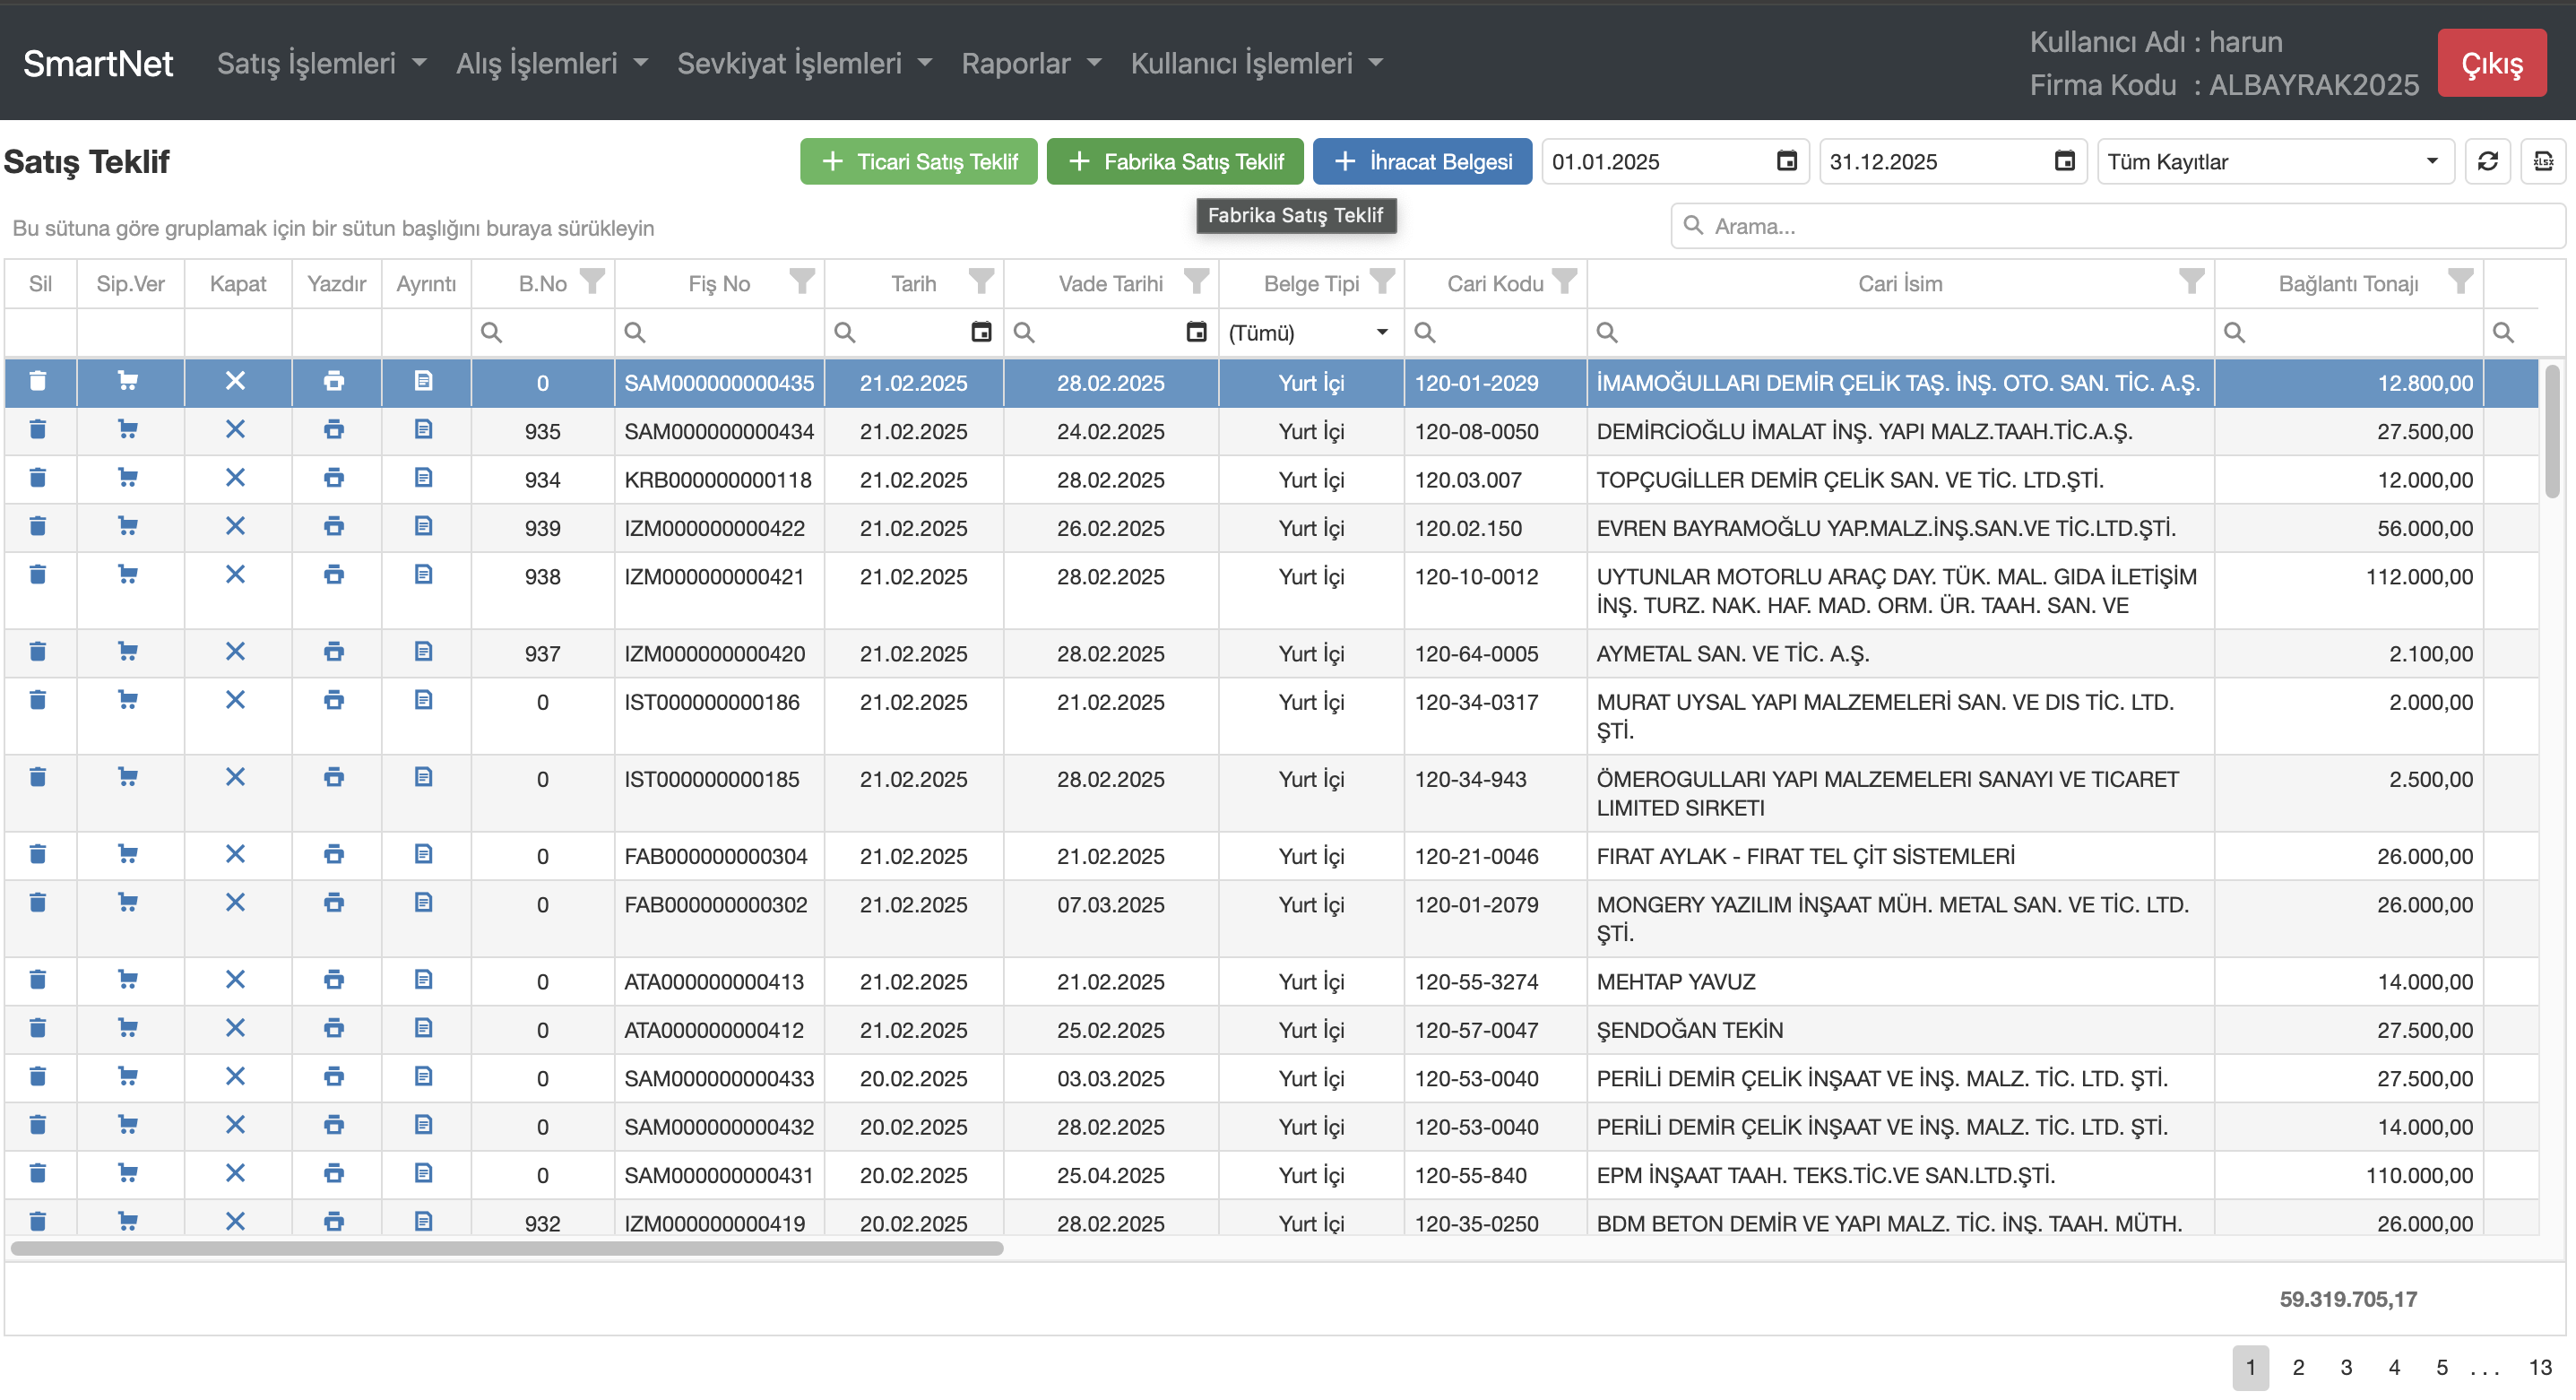 SmartNet Satış İşlemleri Alış İşlemleri Sevkiyat İşlemleri Raporlar Kullanıcı İşlemleri
Kullanıcı Adı : harun
Firma Kodu : ALBAYRAK2025
Çıkış
Satış Teklif
Ticari Satış Teklif Fabrika Satış Teklif İhracat Belgesi 01.01.2025 31.12.2025 Tüm Kayıtlar XLSX
Fabrika Satış Teklif
Bu sütuna göre gruplamak için bir sütun başlığını buraya sürükleyin
Arama...
Sil Sip.Ver Kapat Yazdır Ayrıntı B.No Fiş No Tarih Vade Tarihi Belge Tipi Cari Kodu Cari İsim Bağlantı Tonajı
(Tümü)
0 SAM000000000435 21.02.2025 28.02.2025 Yurt İçi 120-01-2029 İMAMOĞULLARI DEMİR ÇELİK TAŞ. İNŞ. OTO. SAN. TİC. A.Ş. 12.800,00
935 SAM000000000434 21.02.2025 24.02.2025 Yurt İçi 120-08-0050 DEMİRCİOĞLU İMALAT İNŞ. YAPI MALZ.TAAH.TİC.A.Ş. 27.500,00
934 KRB000000000118 21.02.2025 28.02.2025 Yurt İçi 120.03.007 TOPÇUGİLLER DEMİR ÇELİK SAN. VE TİC. LTD.ŞTİ. 12.000,00
939 IZM000000000422 21.02.2025 26.02.2025 Yurt İçi 120.02.150 EVREN BAYRAMOĞLU YAP.MALZ.İNŞ.SAN.VE TİC.LTD.ŞTİ. 56.000,00
938 IZM000000000421 21.02.2025 28.02.2025 Yurt İçi 120-10-0012 UYTUNLAR MOTORLU ARAÇ DAY. TÜK. MAL. GIDA İLETİŞİM 112.000,00
İNŞ. TURZ. NAK. HAF. MAD. ORM. ÜR. TAAH. SAN. VE
937 IZM000000000420 21.02.2025 28.02.2025 Yurt İçi 120-64-0005 AYMETAL SAN. VE TİC. A.Ş. 2.100,00
0 IST000000000186 21.02.2025 21.02.2025 Yurt İçi 120-34-0317 MURAT UYSAL YAPI MALZEMELERİ SAN. VE DIS TİC. LTD. 2.000,00
ŞTİ.
0 IST000000000185 21.02.2025 28.02.2025 Yurt İçi 120-34-943 ÖMEROGULLARI YAPI MALZEMELERI SANAYI VE TICARET 2.500,00
LIMITED SIRKETI
0 FAB000000000304 21.02.2025 21.02.2025 Yurt İçi 120-21-0046 FIRAT AYLAK - FIRAT TEL ÇİT SİSTEMLERİ 26.000,00
0 FAB000000000302 21.02.2025 07.03.2025 Yurt İçi 120-01-2079 MONGERY YAZILIM İNŞAAT MÜH. METAL SAN. VE TİC. LTD. 26.000,00
ŞTİ.
0 ATA000000000413 21.02.2025 21.02.2025 Yurt İçi 120-55-3274 MEHTAP YAVUZ 14.000,00
0 ATA000000000412 21.02.2025 25.02.2025 Yurt İçi 120-57-0047 ŞENDOĞAN TEKİN 27.500,00
0 SAM000000000433 20.02.2025 03.03.2025 Yurt İçi 120-53-0040 PERİLİ DEMİR ÇELİK İNŞAAT VE İNŞ. MALZ. TİC. LTD. ŞTİ. 27.500,00
0 SAM000000000432 20.02.2025 28.02.2025 Yurt İçi 120-53-0040 PERİLİ DEMİR ÇELİK İNŞAAT VE İNŞ. MALZ. TİC. LTD. ŞTİ. 14.000,00
0 SAM000000000431 20.02.2025 25.04.2025 Yurt İçi 120-55-840 EPM İNŞAAT TAAH. TEKS.TİC.VE SAN.LTD.ŞTİ. 110.000,00
932 IZM000000000419 20.02.2025 28.02.2025 Yurt İçi 120-35-0250 BDM BETON DEMİR VE YAPI MALZ. TİC. İNŞ. TAAH. MÜTH. 26.000,00
59.319.705,17
1 2 3 4 5 . . . 13